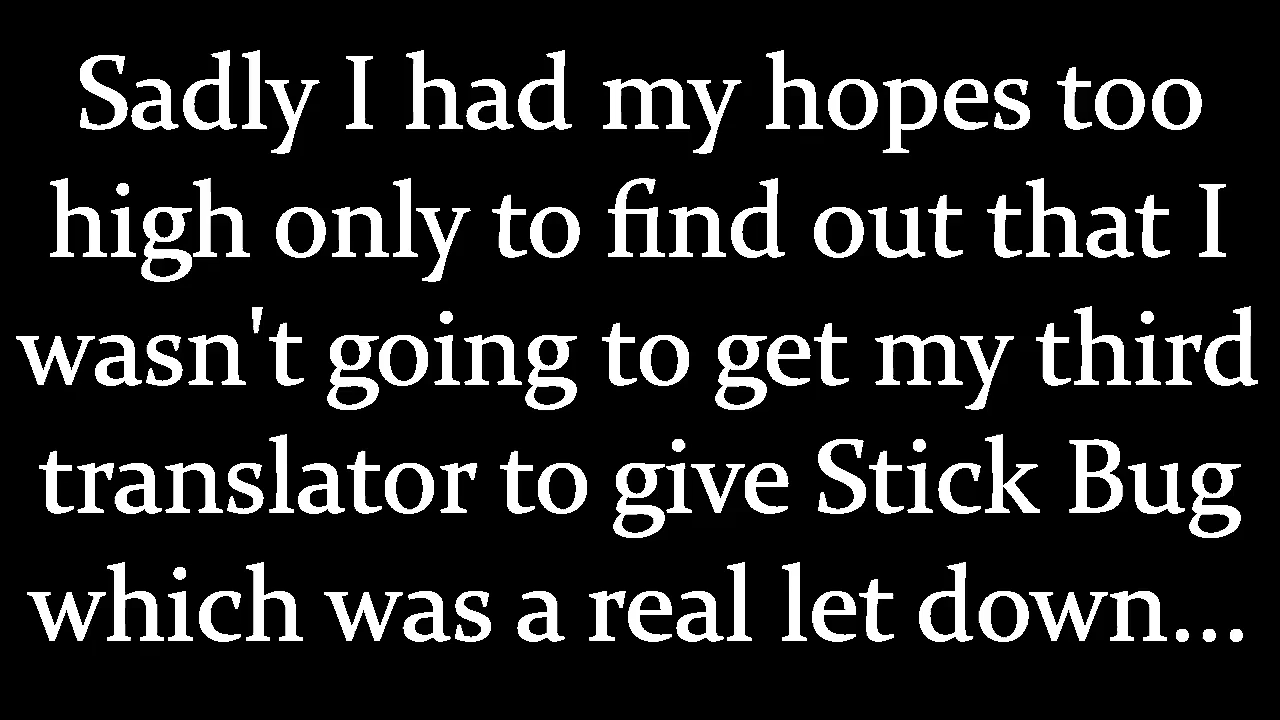 Sadly I had my hopes too
high only to find out that I
wasn't going to get my third
translator to give Stick Bug
which was a real let down...